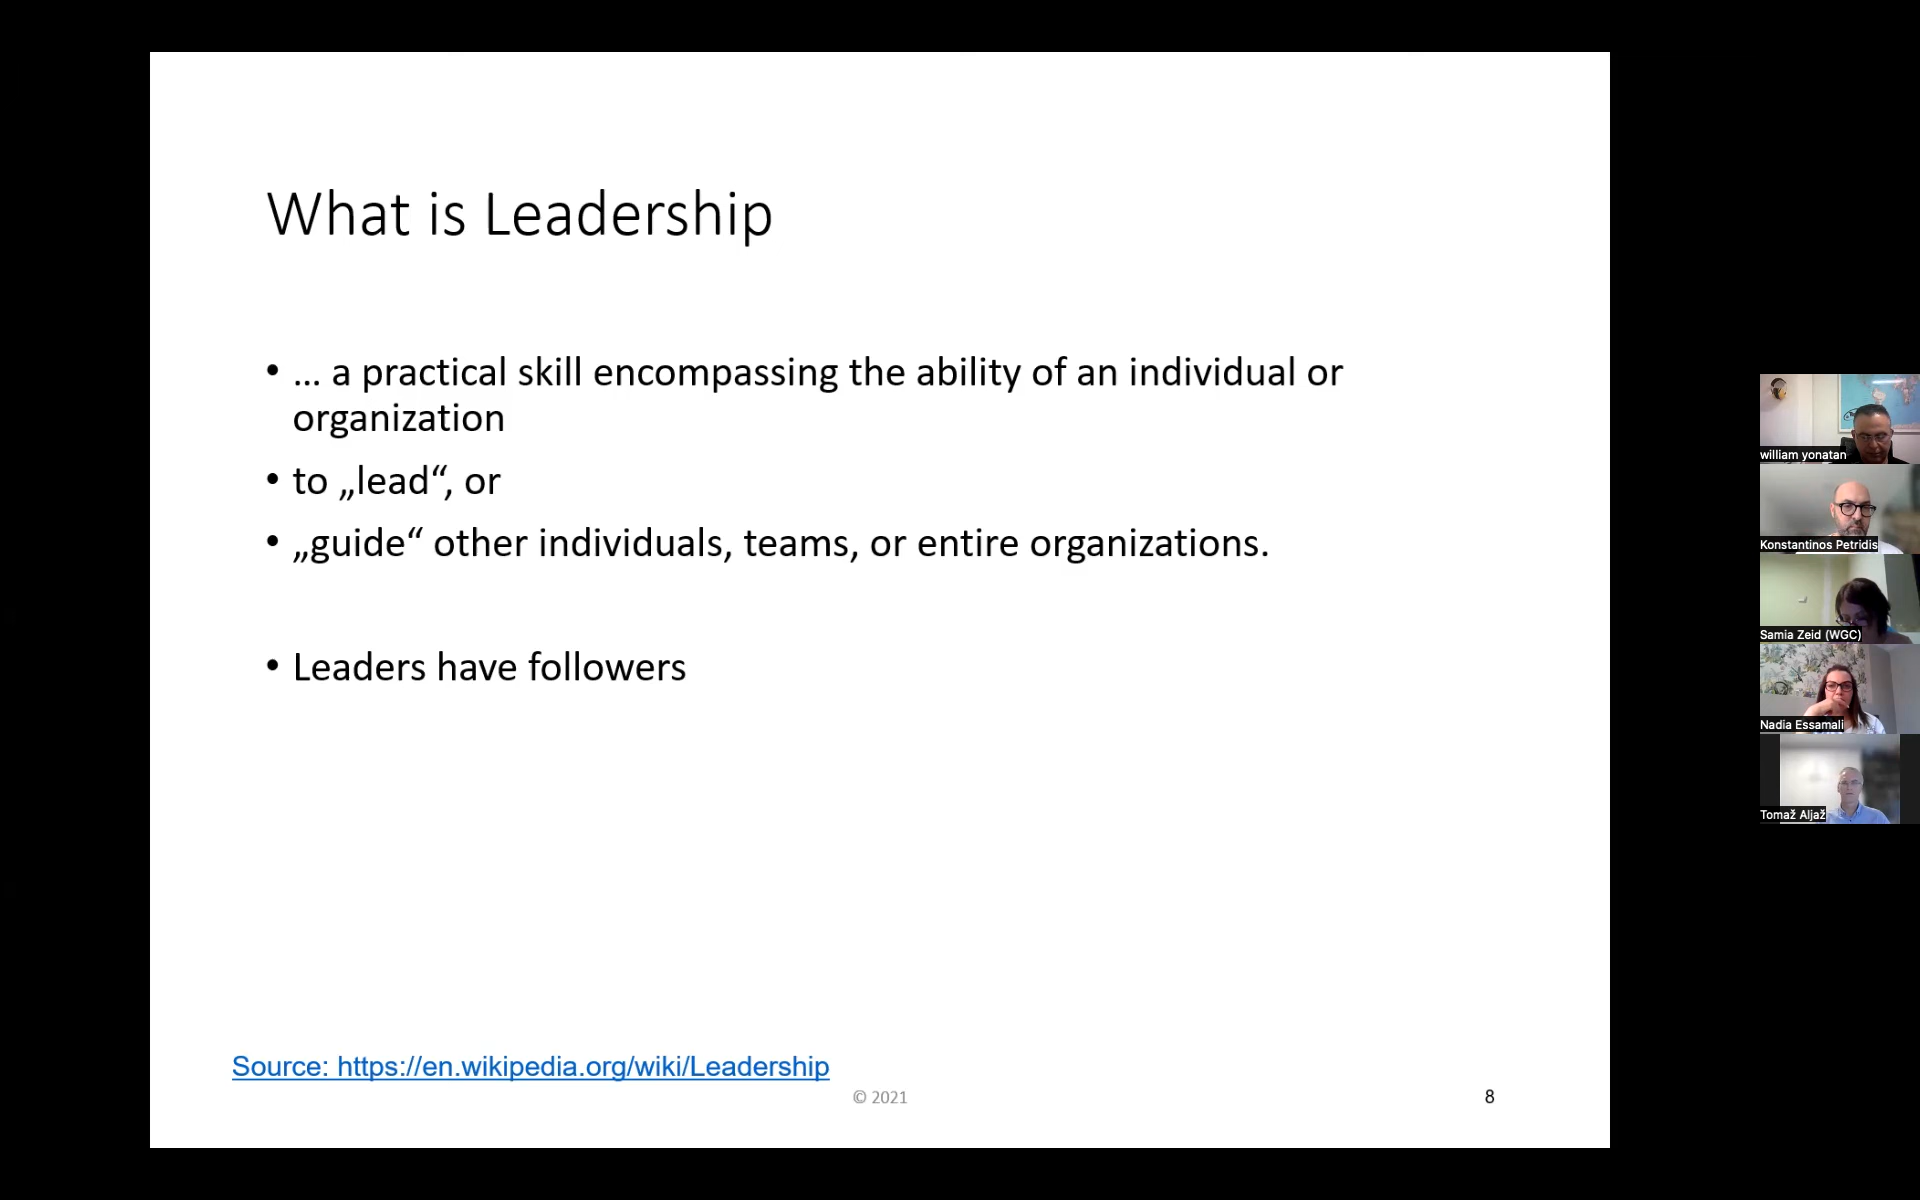 What is Leadership
• … a practical skill encompassing the ability of an individual or
organization
• to „lead“, or
• „guide“ other individuals, teams, or entire organizations.
• Leaders have followers
Source: https://en.wikipedia.org/wiki/Leadership
© 2021
8
william yonatan
Konstantinos Petridis
Samia Zeid (WGC)
Nadia Essamali
Tomaž Aljaž